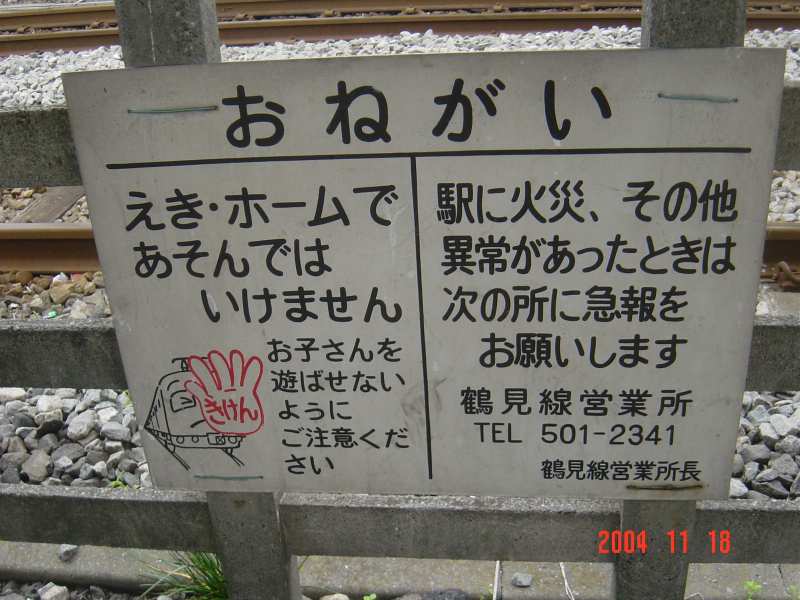 おねがい
えき・ホームで
あそんでは
いけません
お子さんを
遊ばせない
ように
ご注意くだ
さい
きけん
駅に火災、その他
異常があったときは
次の所に急報を
お願いします
鶴見線営業所
TEL 501-2341
鶴見線営業所長
2004 11 18